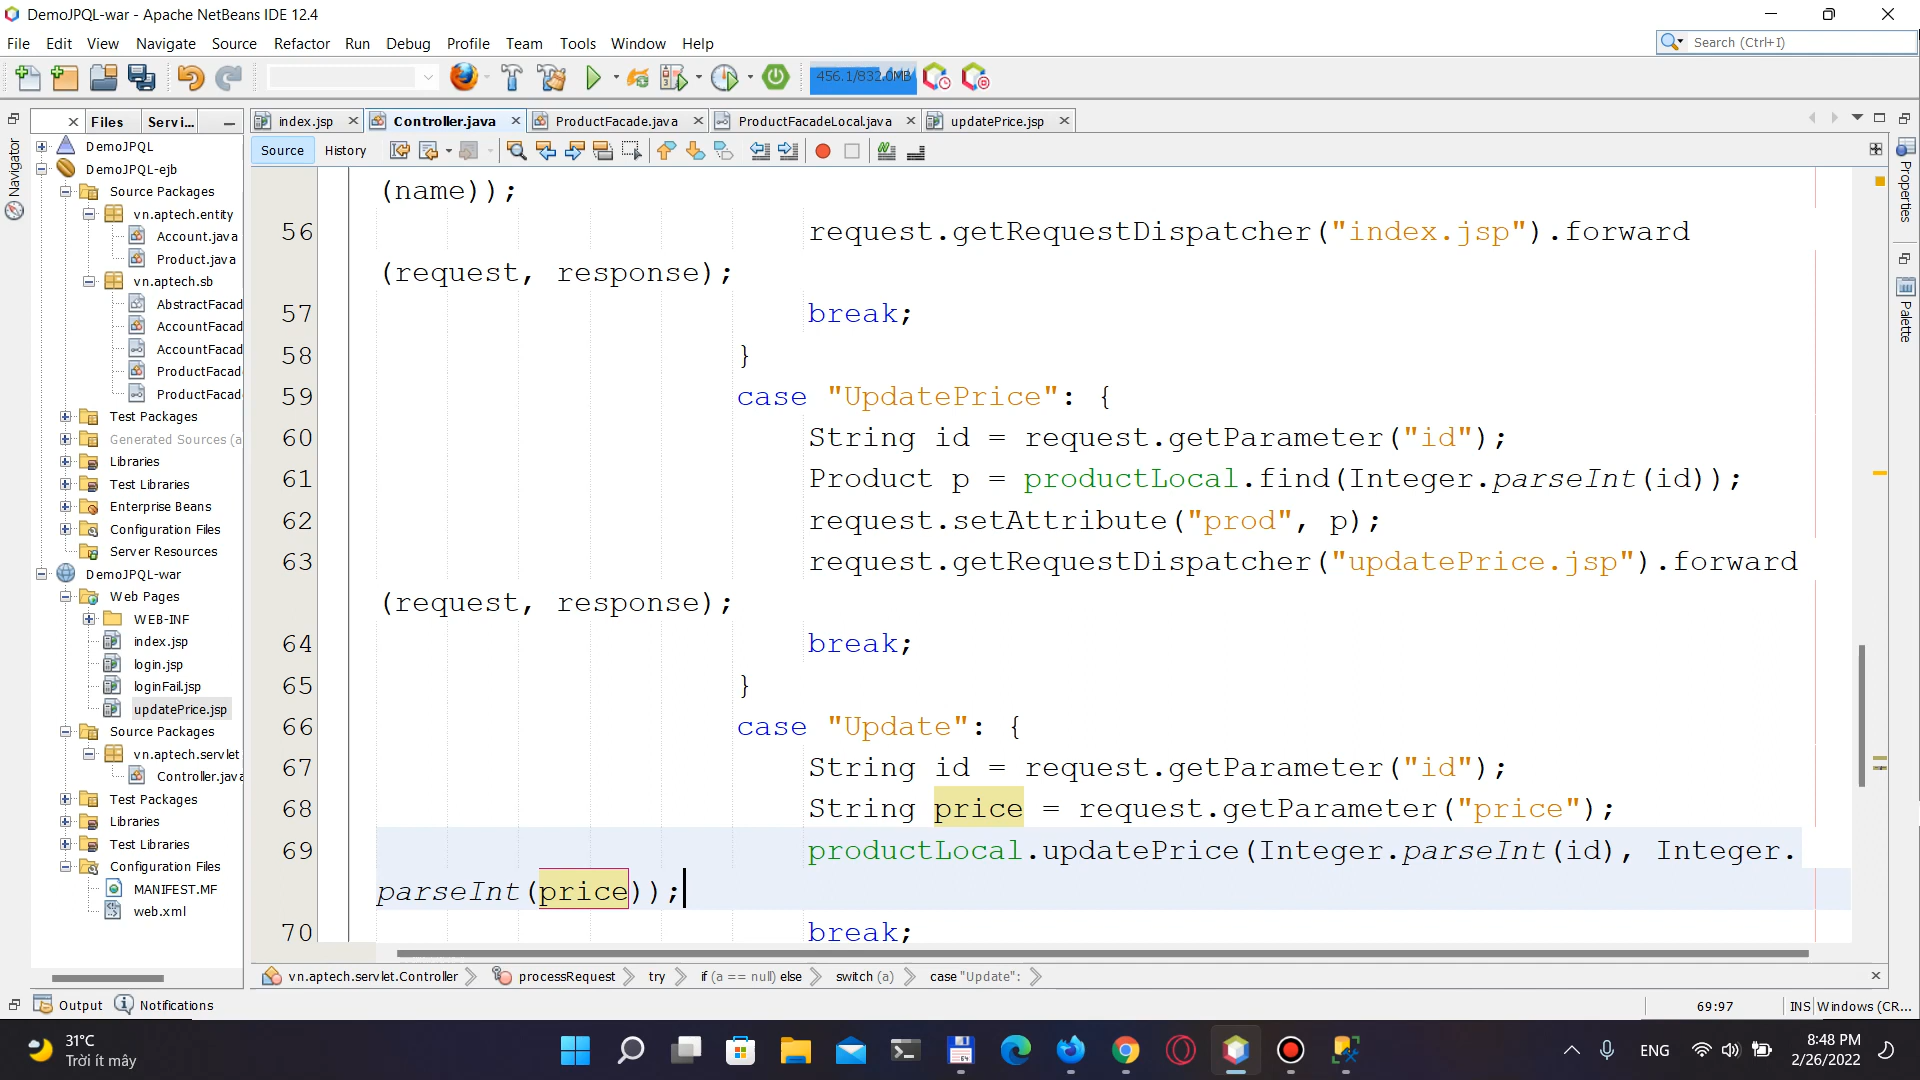 DemoJPQL-war - Apache NetBeans IDE 12.4
File Edit View Navigate Source Refactor Run Debug Profile Team Tools Window Help
Search (Ctrl+I)
456.1/832.0MB
Files Servi...
index.jsp Controller.java ProductFacade.java ProductFacadeLocal.java updatePrice.jsp
Source History
Navigator
DemoJPQL
DemoJPQL-ejb
Source Packages
vn.aptech.entity
Account.java
Product.java
vn.aptech.sb
AbstractFacad
AccountFacad
AccountFacad
ProductFacad
ProductFacad
Test Packages
Generated Sources (a
Libraries
Test Libraries
Enterprise Beans
Configuration Files
Server Resources
DemoJPQL-war
Web Pages
WEB-INF
index.jsp
login.jsp
loginFail.jsp
updatePrice.jsp
Source Packages
vn.aptech.servlet
Controller.java
Test Packages
Libraries
Test Libraries
Configuration Files
MANIFEST.MF
web.xml
(name));
56 request.getRequestDispatcher("index.jsp").forward
(request, response);
57 break;
58 }
59 case "UpdatePrice": {
60 String id = request.getParameter("id");
61 Product p = productLocal.find(Integer.parseInt(id));
62 request.setAttribute("prod", p);
63 request.getRequestDispatcher("updatePrice.jsp").forward
(request, response);
64 break;
65 }
66 case "Update": {
67 String id = request.getParameter("id");
68 String price = request.getParameter("price");
69 productLocal.updatePrice(Integer.parseInt(id), Integer.
parseInt(price));
70 break;
Properties
Palette
vn.aptech.servlet.Controller processRequest try if (a == null) else switch (a) case "Update":
Output Notifications
69:97 INS Windows (CR...
31°C
Trời ít mây
64
ENG
8:48 PM
2/26/2022